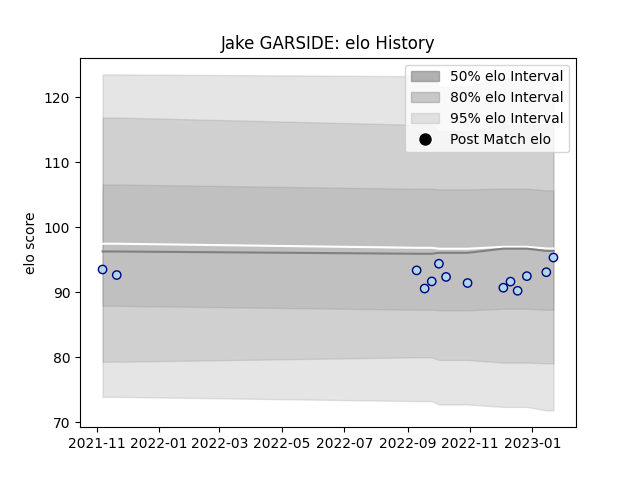 Jake GARSIDE: elo History
50% elo Interval
80% elo Interval
95% elo Interval
Post Match elo
elo score
120
110
100
90
80
70
2021-11 2022-01 2022-03 2022-05 2022-07 2022-09 2022-11 2023-01